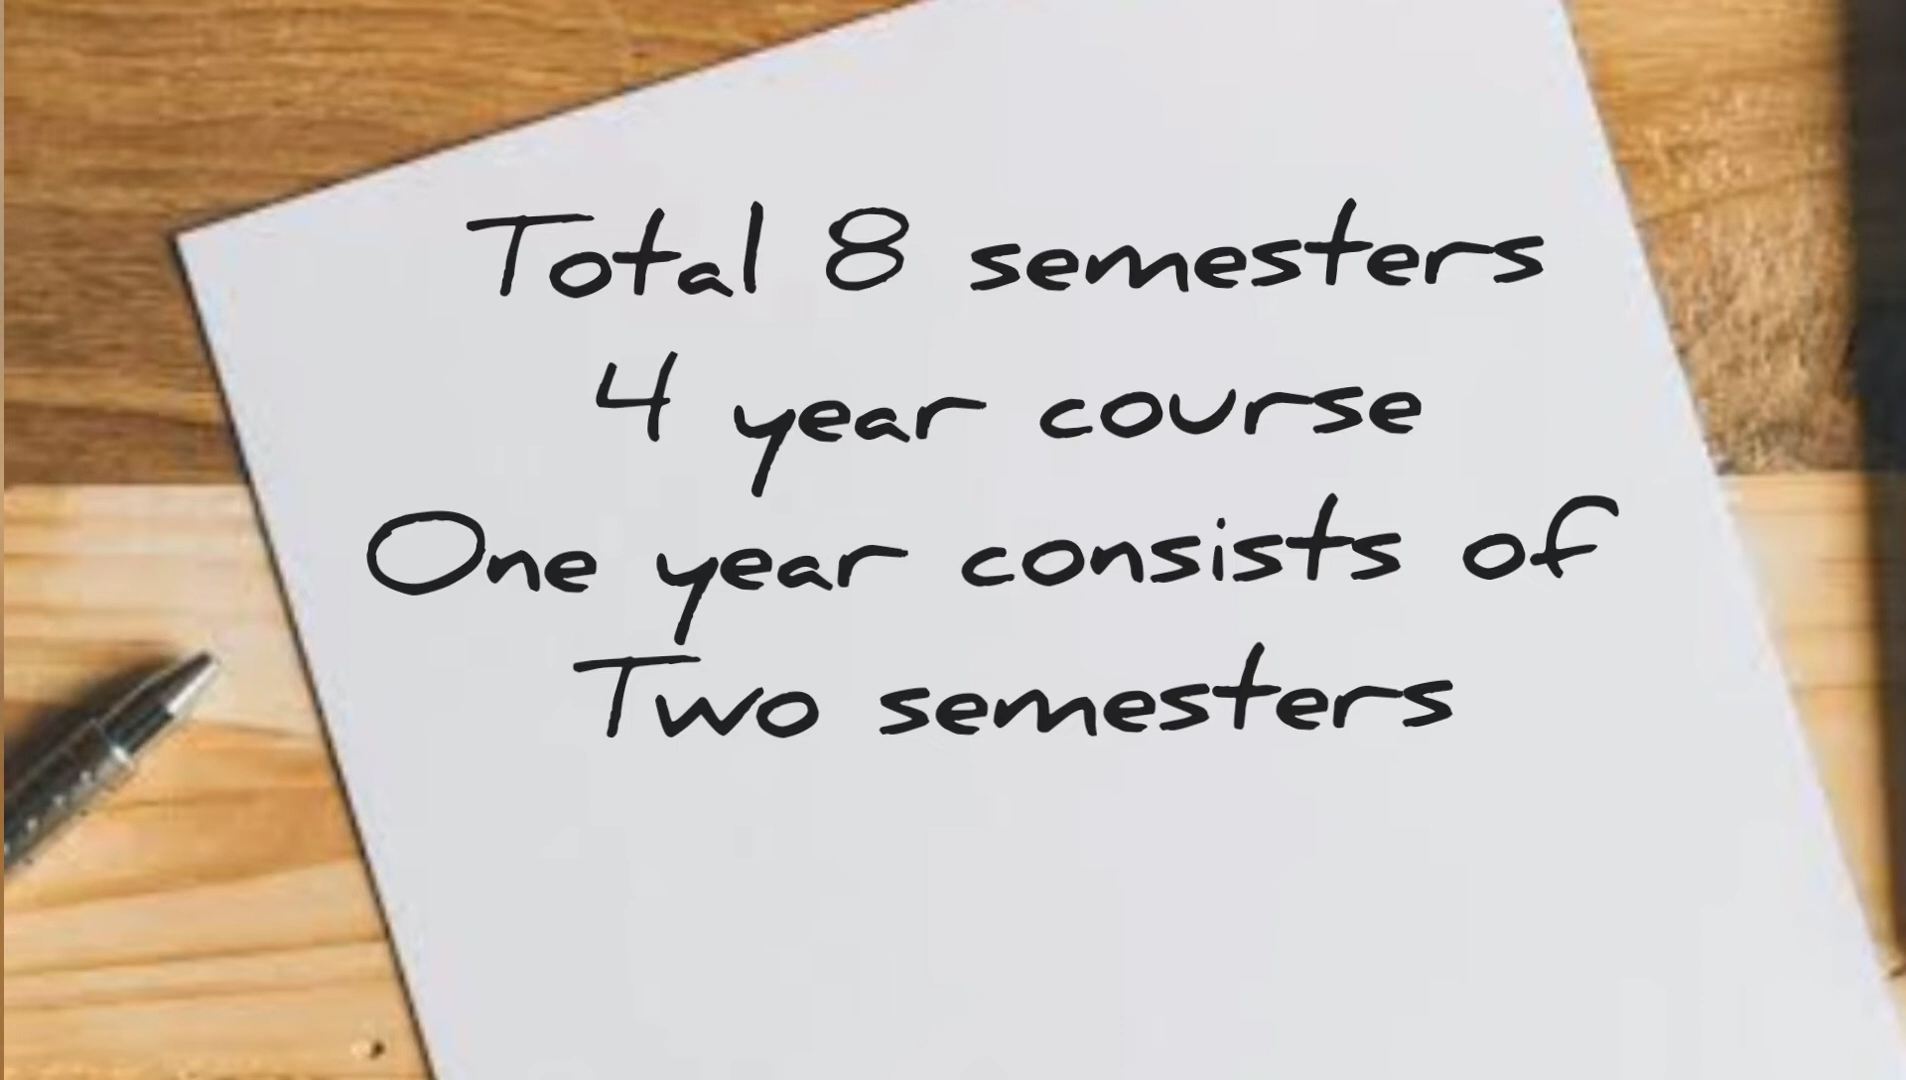 Total 8 semesters
4 year course
One year consists of
Two semesters